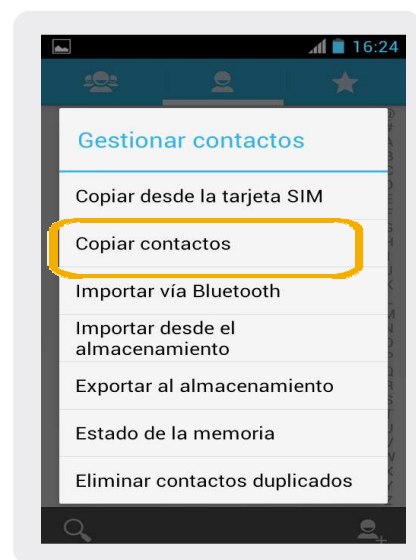 16:24
Gestionar contactos
Copiar desde la tarjeta SIM
Copiar contactos
Importar vía Bluetooth
Importar desde el
almacenamiento
Exportar al almacenamiento
Estado de la memoria
Eliminar contactos duplicados